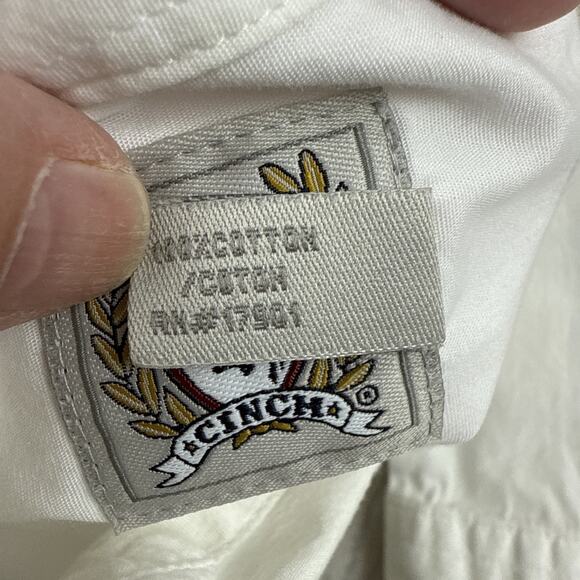 100%COTTON
/COTON
RN#17901
CINCH
®